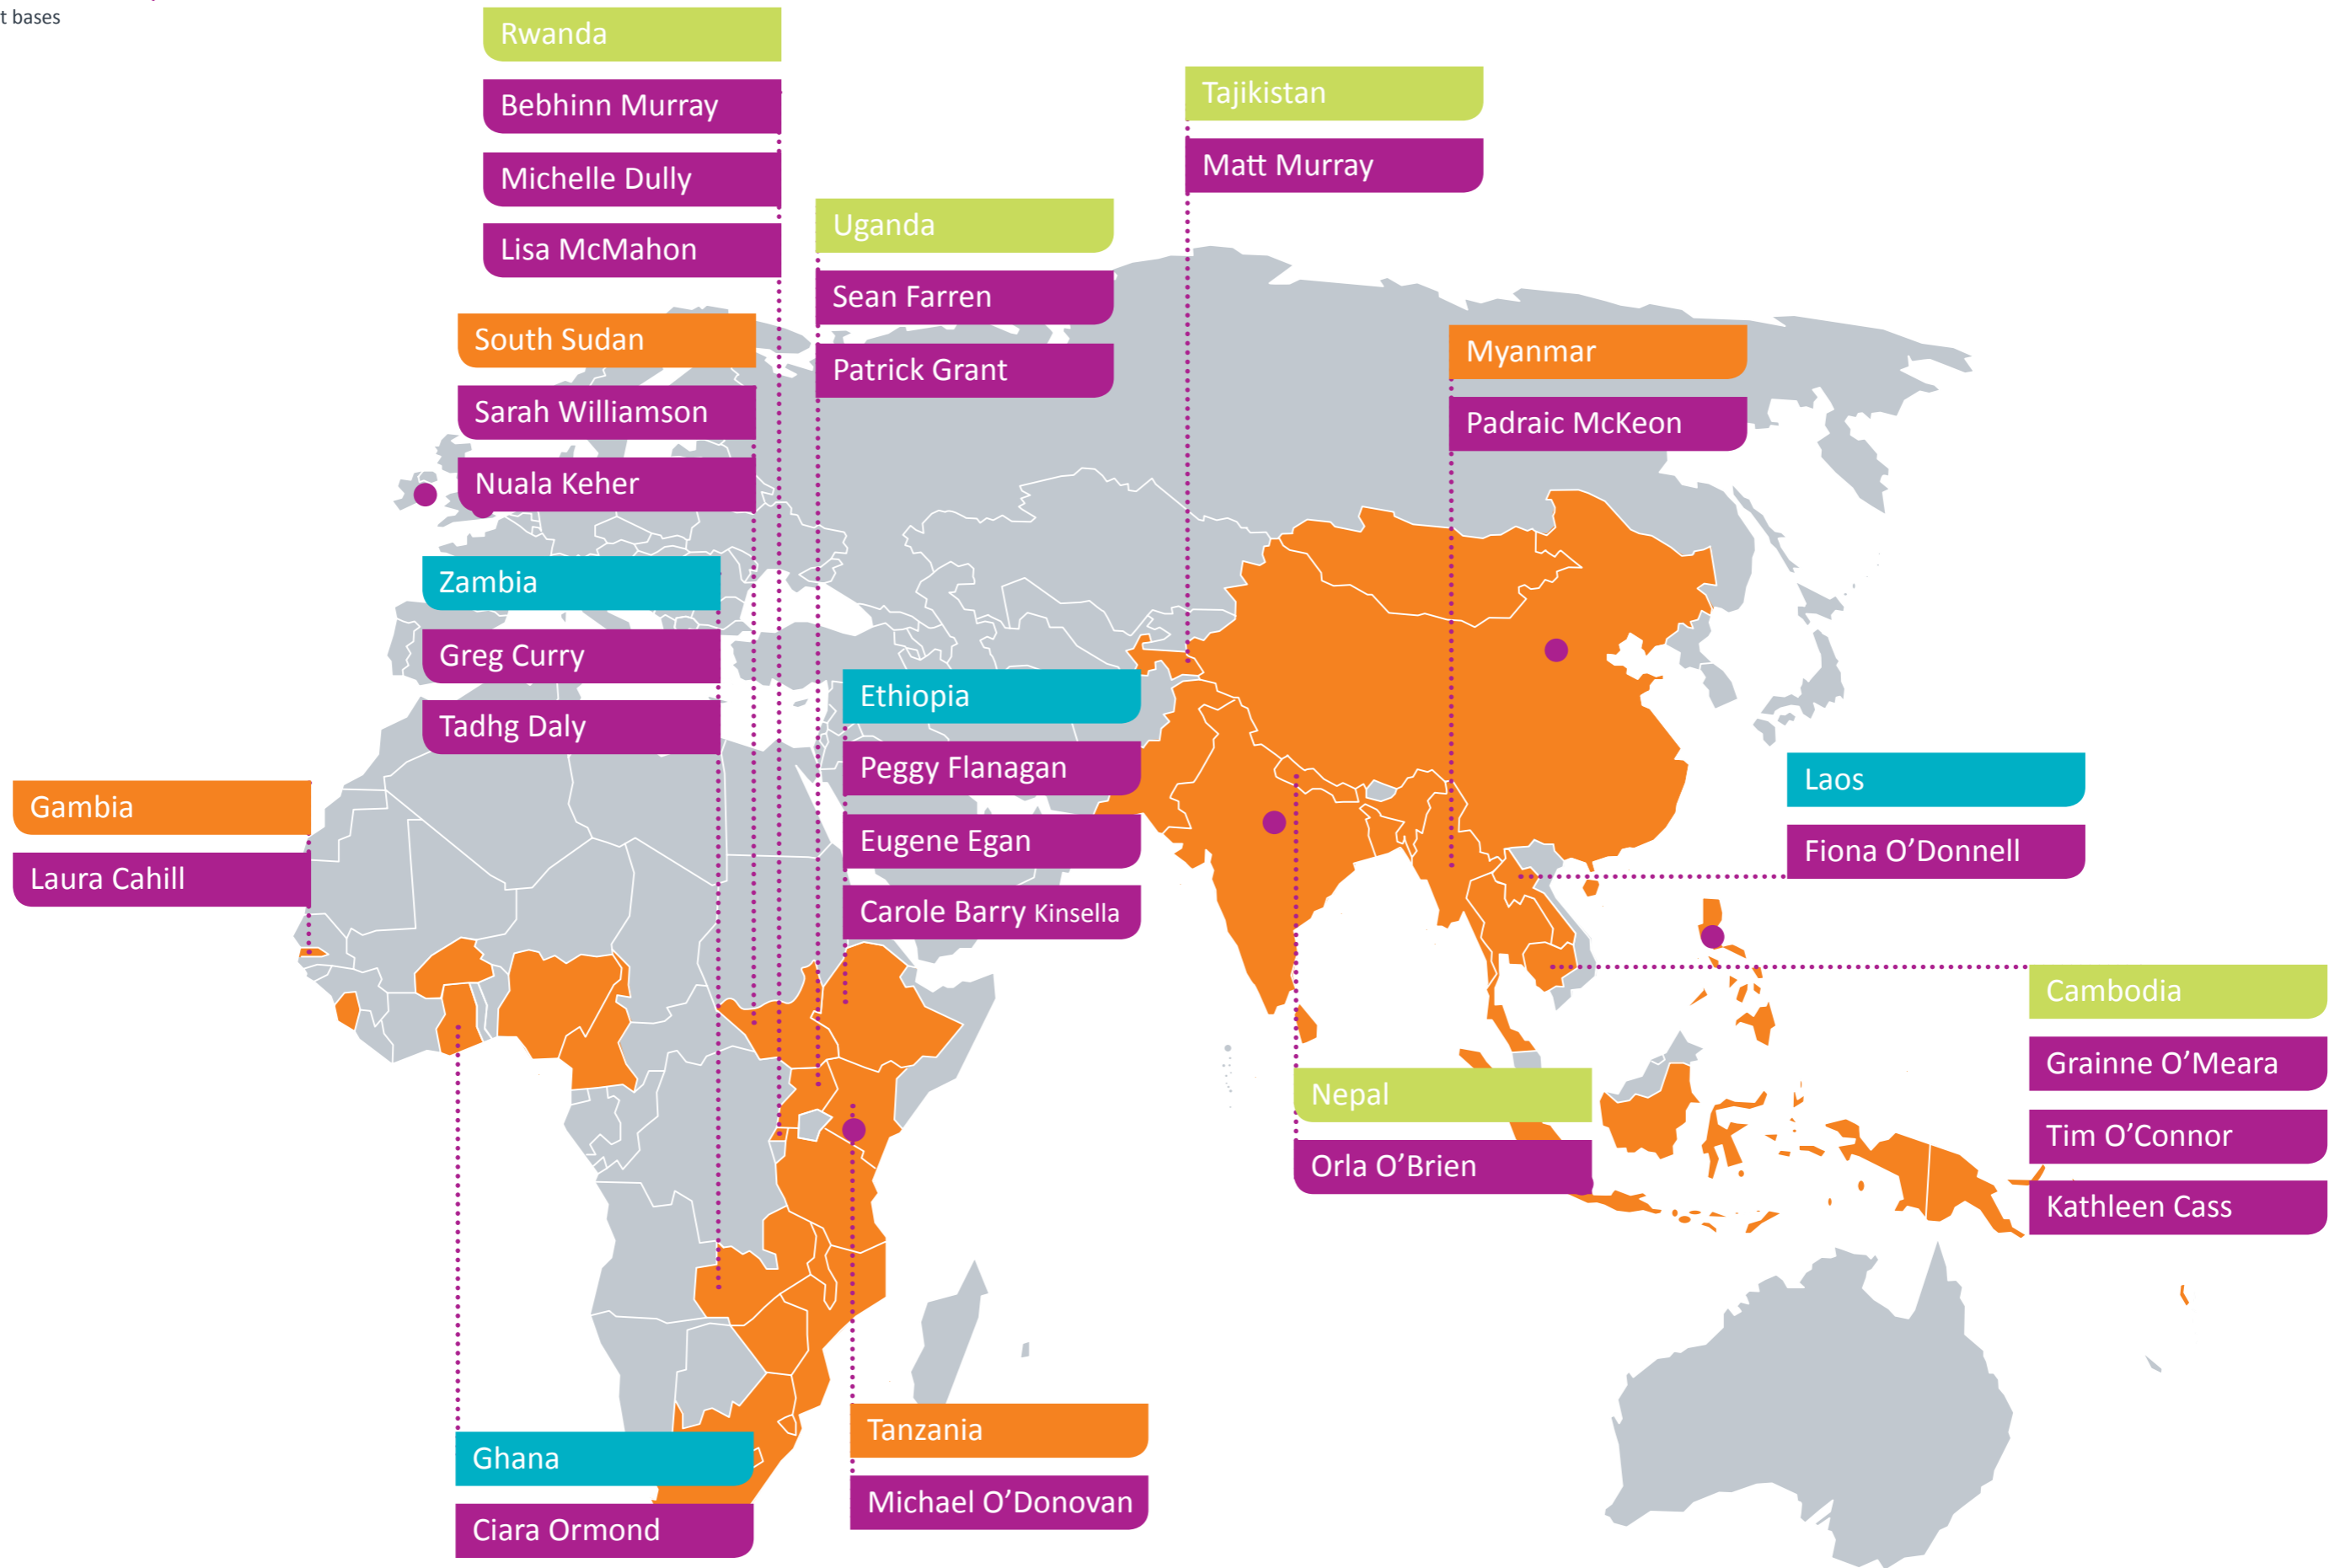 t bases
Rwanda
Bebhinn Murray
Michelle Dully
Lisa McMahon
Tajikistan
Matt Murray
Uganda
Sean Farren
Patrick Grant
South Sudan
Sarah Williamson
Nuala Keher
Myanmar
Padraic McKeon
Zambia
Greg Curry
Tadhg Daly
Ethiopia
Peggy Flanagan
Eugene Egan
Carole Barry Kinsella
Gambia
Laura Cahill
Laos
Fiona O’Donnell
Cambodia
Grainne O’Meara
Tim O’Connor
Kathleen Cass
Nepal
Orla O’Brien
Tanzania
Michael O’Donovan
Ghana
Ciara Ormond